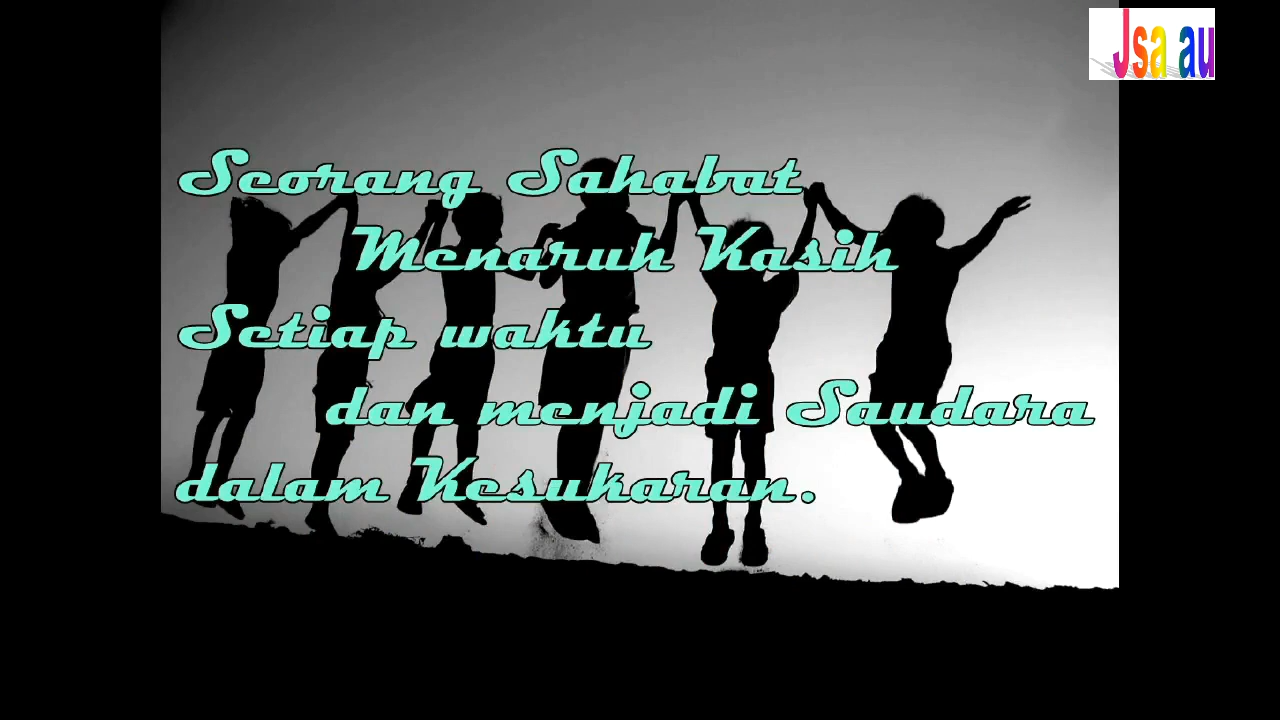 Jsa au
Seorang Sahabat
Menaruh Kasih
Setiap waktu
dan menjadi Saudara
dalam Kesukaran.